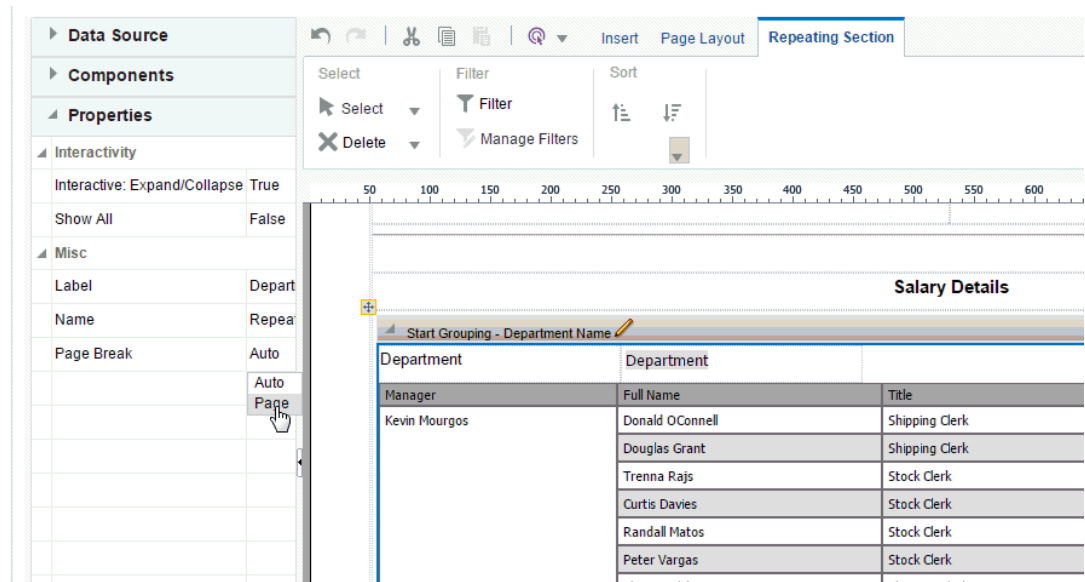 Data Source
Components
Properties
Interactivity
Interactive: Expand/Collapse True
Show All False
Misc
Label Depart
Name Repea
Page Break Auto
Auto
Page
Insert Page Layout Repeating Section
Select Filter Sort
Select Filter
Delete Manage Filters
50 100 150 200 250 300 350 400 450 500 550 600
Salary Details
Start Grouping - Department Name
Department Department
Manager Full Name Title
Kevin Mourgos Donald OConnell Shipping Clerk
Douglas Grant Shipping Clerk
Trenna Rajs Stock Clerk
Curtis Davies Stock Clerk
Randall Matos Stock Clerk
Peter Vargas Stock Clerk